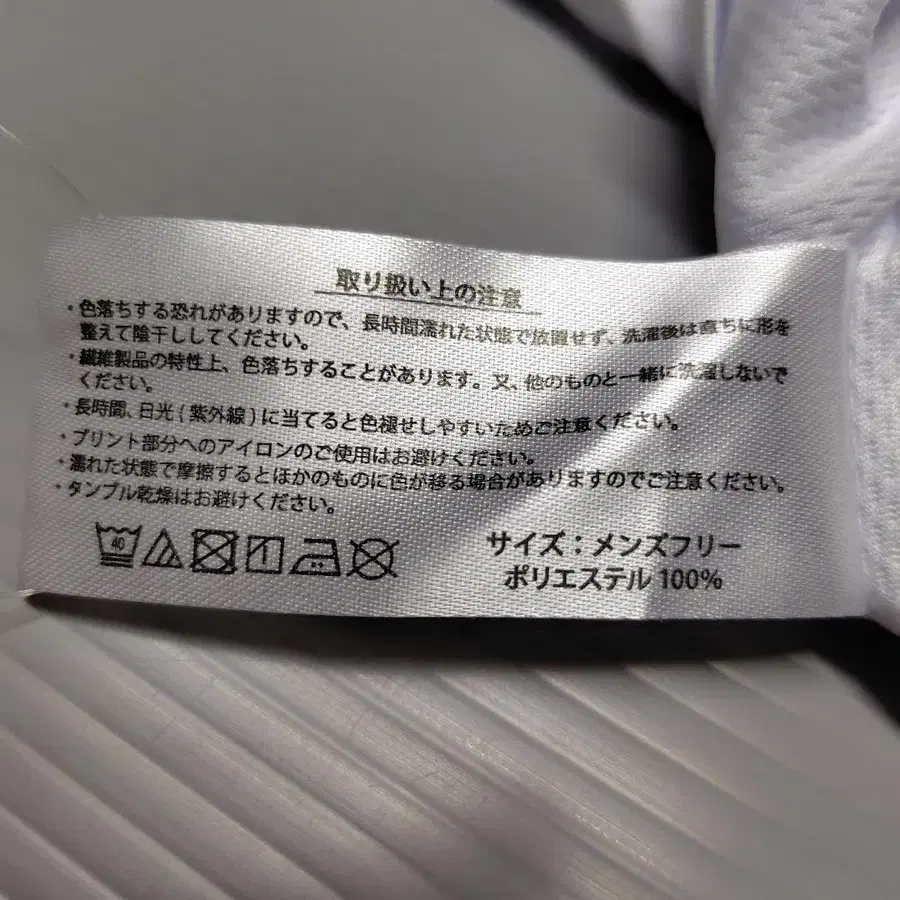 取り扱い上の注意
・色落ちする恐れがありますので、長時間濡れた状態で放置せず、洗濯後は直ちに形を
整えて陰干ししてください。
・繊維製品の特性上、色落ちすることがあります。又、他のものと一緒に洗濯しないで
ください。
・長時間、日光(紫外線)に当てると色褪せしやすいためご注意ください。
・プリント部分へのアイロンのご使用はお避けください。
・濡れた状態で摩擦するとほかのものに色が移る場合がありますのでご注意ください。
・タンブル乾燥はお避けください。
40
サイズ：メンズフリー
ポリエステル 100%